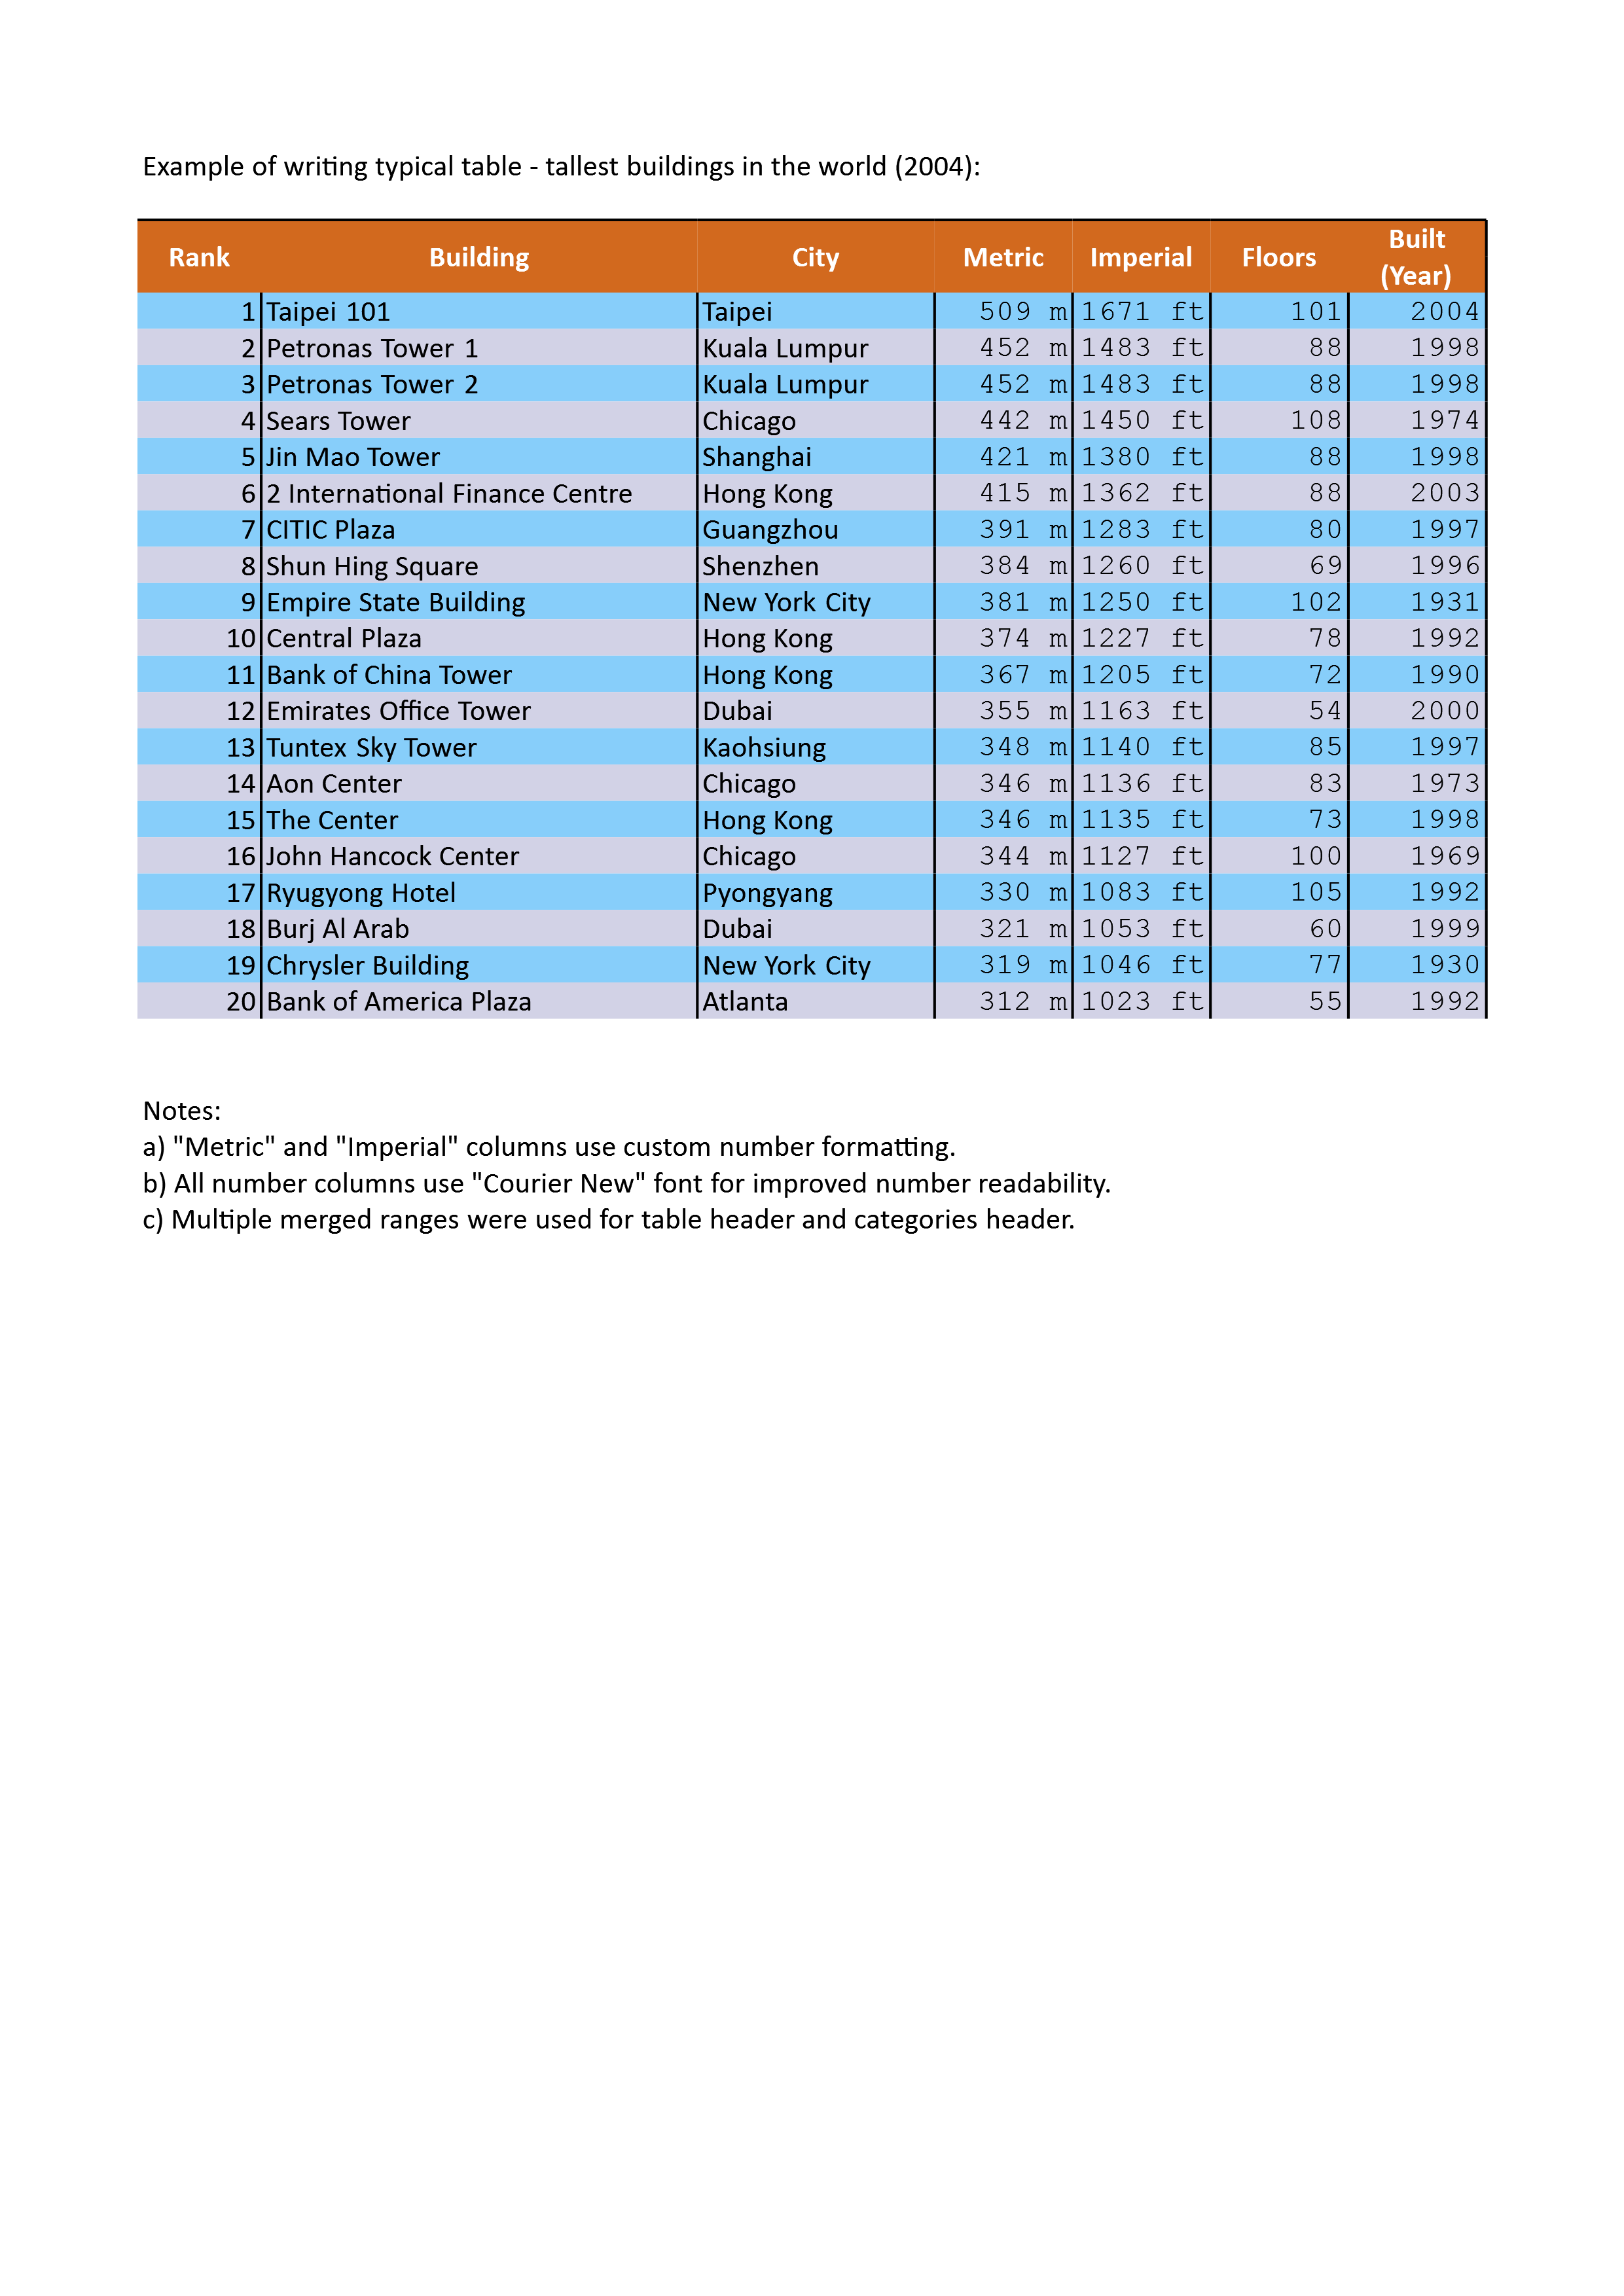 Example of writing typical table - tallest buildings in the world (2004):
Rank Building City Metric Imperial Floors Built (Year)
1 Taipei 101 Taipei 509 m 1671 ft 101 2004
2 Petronas Tower 1 Kuala Lumpur 452 m 1483 ft 88 1998
3 Petronas Tower 2 Kuala Lumpur 452 m 1483 ft 88 1998
4 Sears Tower Chicago 442 m 1450 ft 108 1974
5 Jin Mao Tower Shanghai 421 m 1380 ft 88 1998
6 2 International Finance Centre Hong Kong 415 m 1362 ft 88 2003
7 CITIC Plaza Guangzhou 391 m 1283 ft 80 1997
8 Shun Hing Square Shenzhen 384 m 1260 ft 69 1996
9 Empire State Building New York City 381 m 1250 ft 102 1931
10 Central Plaza Hong Kong 374 m 1227 ft 78 1992
11 Bank of China Tower Hong Kong 367 m 1205 ft 72 1990
12 Emirates Office Tower Dubai 355 m 1163 ft 54 2000
13 Tuntex Sky Tower Kaohsiung 348 m 1140 ft 85 1997
14 Aon Center Chicago 346 m 1136 ft 83 1973
15 The Center Hong Kong 346 m 1135 ft 73 1998
16 John Hancock Center Chicago 344 m 1127 ft 100 1969
17 Ryugyong Hotel Pyongyang 330 m 1083 ft 105 1992
18 Burj Al Arab Dubai 321 m 1053 ft 60 1999
19 Chrysler Building New York City 319 m 1046 ft 77 1930
20 Bank of America Plaza Atlanta 312 m 1023 ft 55 1992
Notes:
a) "Metric" and "Imperial" columns use custom number formatting.
b) All number columns use "Courier New" font for improved number readability.
c) Multiple merged ranges were used for table header and categories header.